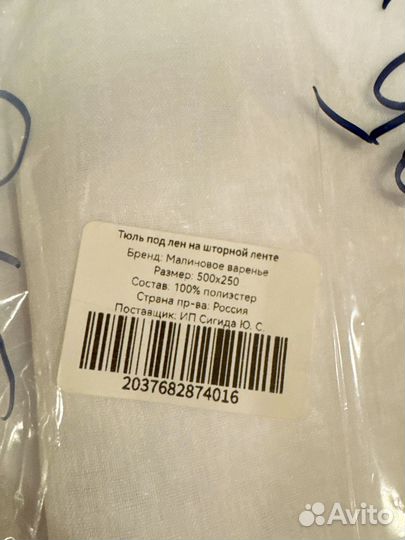 Тюль под лен на шторной ленте
Бренд: Малиновое варенье
Размер: 500x250
Состав: 100% полиэстер
Страна пр-ва: Россия
Поставщик: ИП Сигида Ю. С.
2037682874016
Avito